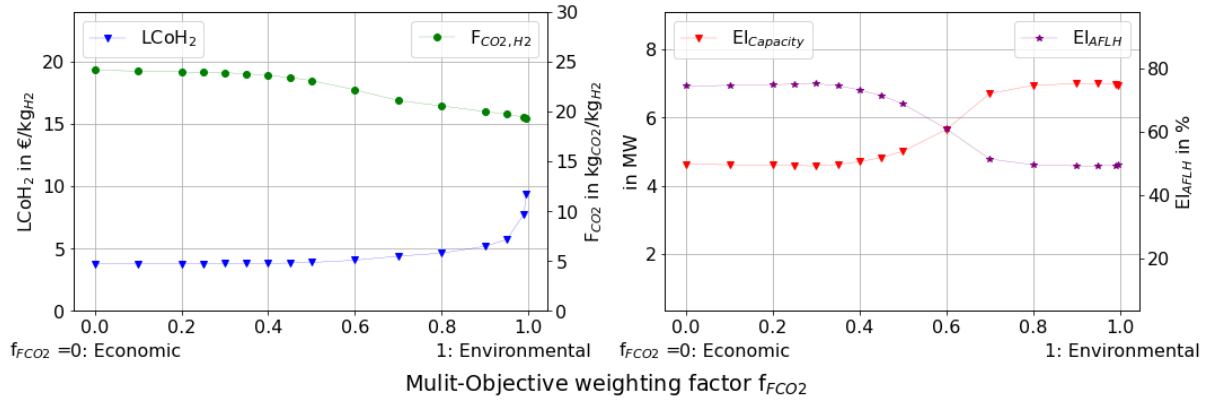 LCoH2
F_CO2,H2
LCoH2 in €/kg_H2
0
5
10
15
20
F_CO2 in kg_CO2/kg_H2
0
5
10
15
20
25
30
0.0 0.2 0.4 0.6 0.8 1.0
f_FCO2 =0: Economic 1: Environmental
EI_Capacity
EI_AFLH
in MW
2
4
6
8
EI_AFLH in %
20
40
60
80
0.0 0.2 0.4 0.6 0.8 1.0
f_FCO2 =0: Economic 1: Environmental
Mulit-Objective weighting factor f_FCO2